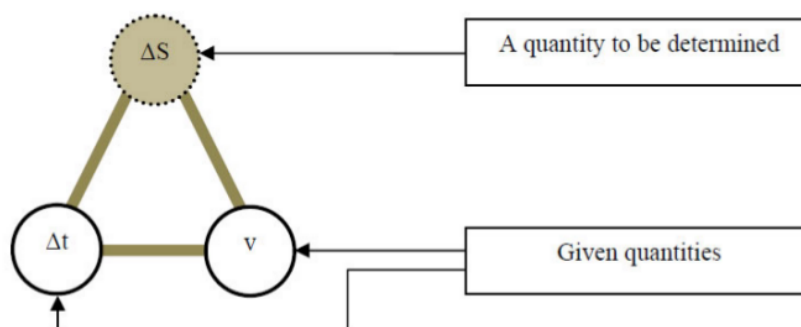 ΔS
A quantity to be determined
Δt
v
Given quantities